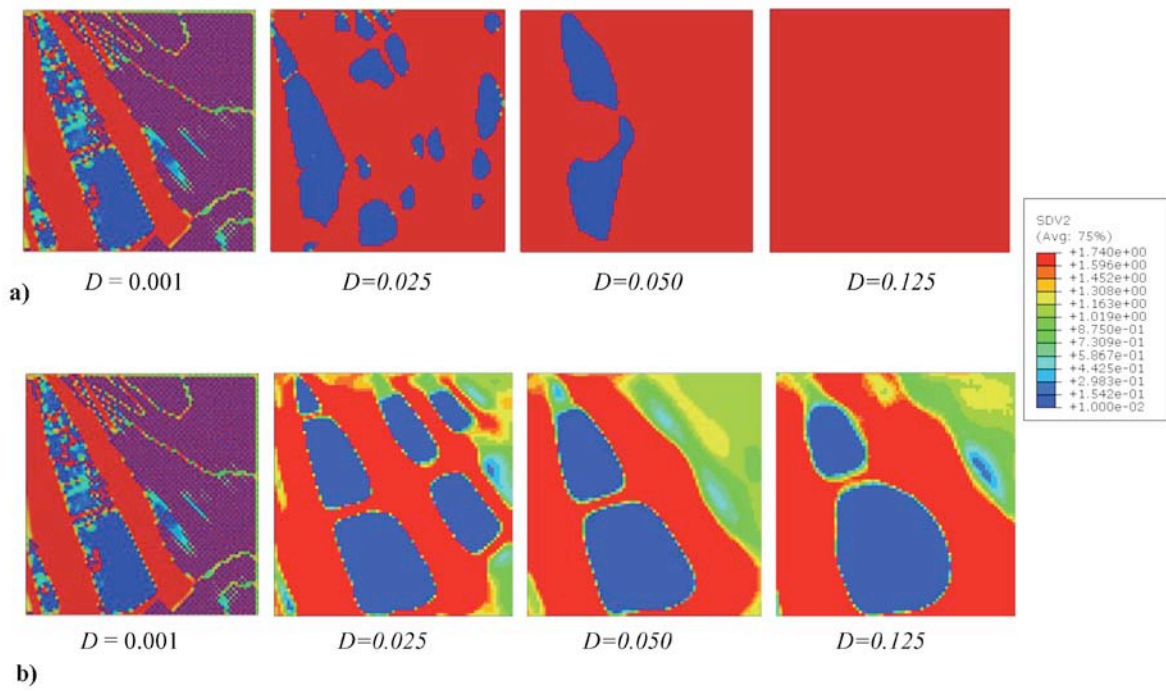 D = 0.001
D=0.025
D=0.050
D=0.125
a)
SDV2
(Avg: 75%)
+1.740e+00
+1.596e+00
+1.452e+00
+1.308e+00
+1.163e+00
+1.019e+00
+8.750e-01
+7.309e-01
+5.867e-01
+4.425e-01
+2.983e-01
+1.542e-01
+1.000e-02
D = 0.001
D=0.025
D=0.050
D=0.125
b)